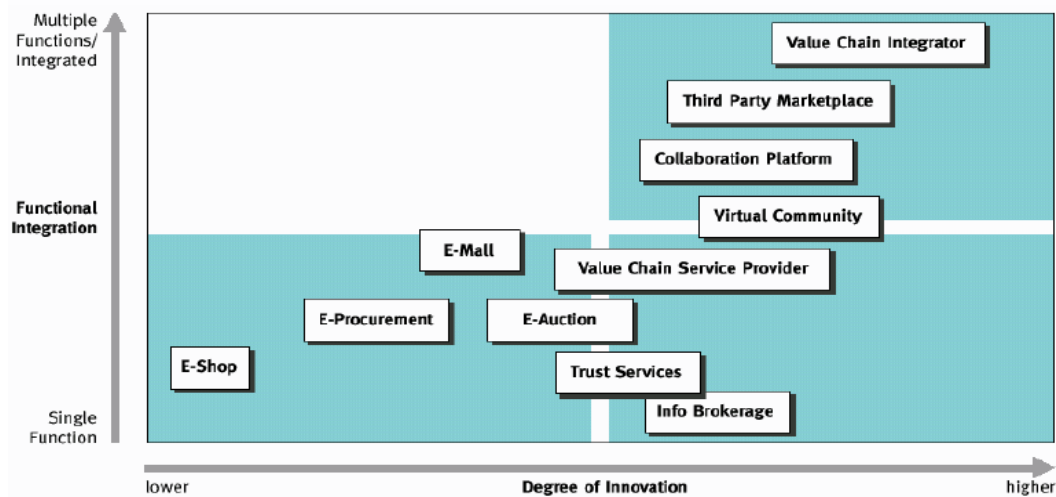 Multiple
Functions/
Integrated
Value Chain Integrator
Third Party Marketplace
Collaboration Platform
Functional
Integration
Virtual Community
E-Mall
Value Chain Service Provider
E-Procurement
E-Auction
E-Shop
Trust Services
Info Brokerage
Single
Function
lower
Degree of Innovation
higher